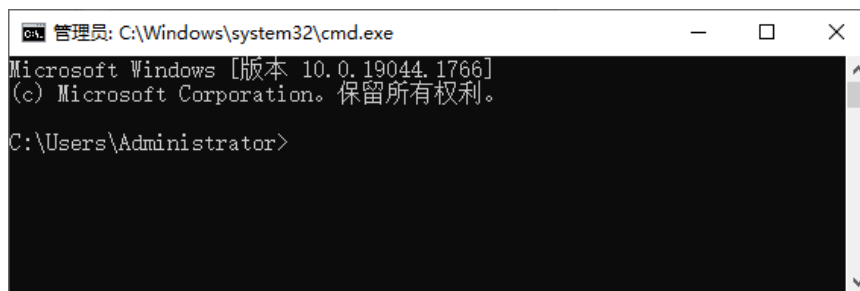 管理员: C:\Windows\system32\cmd.exe
Microsoft Windows [版本 10.0.19044.1766]
(c) Microsoft Corporation。保留所有权利。
C:\Users\Administrator>